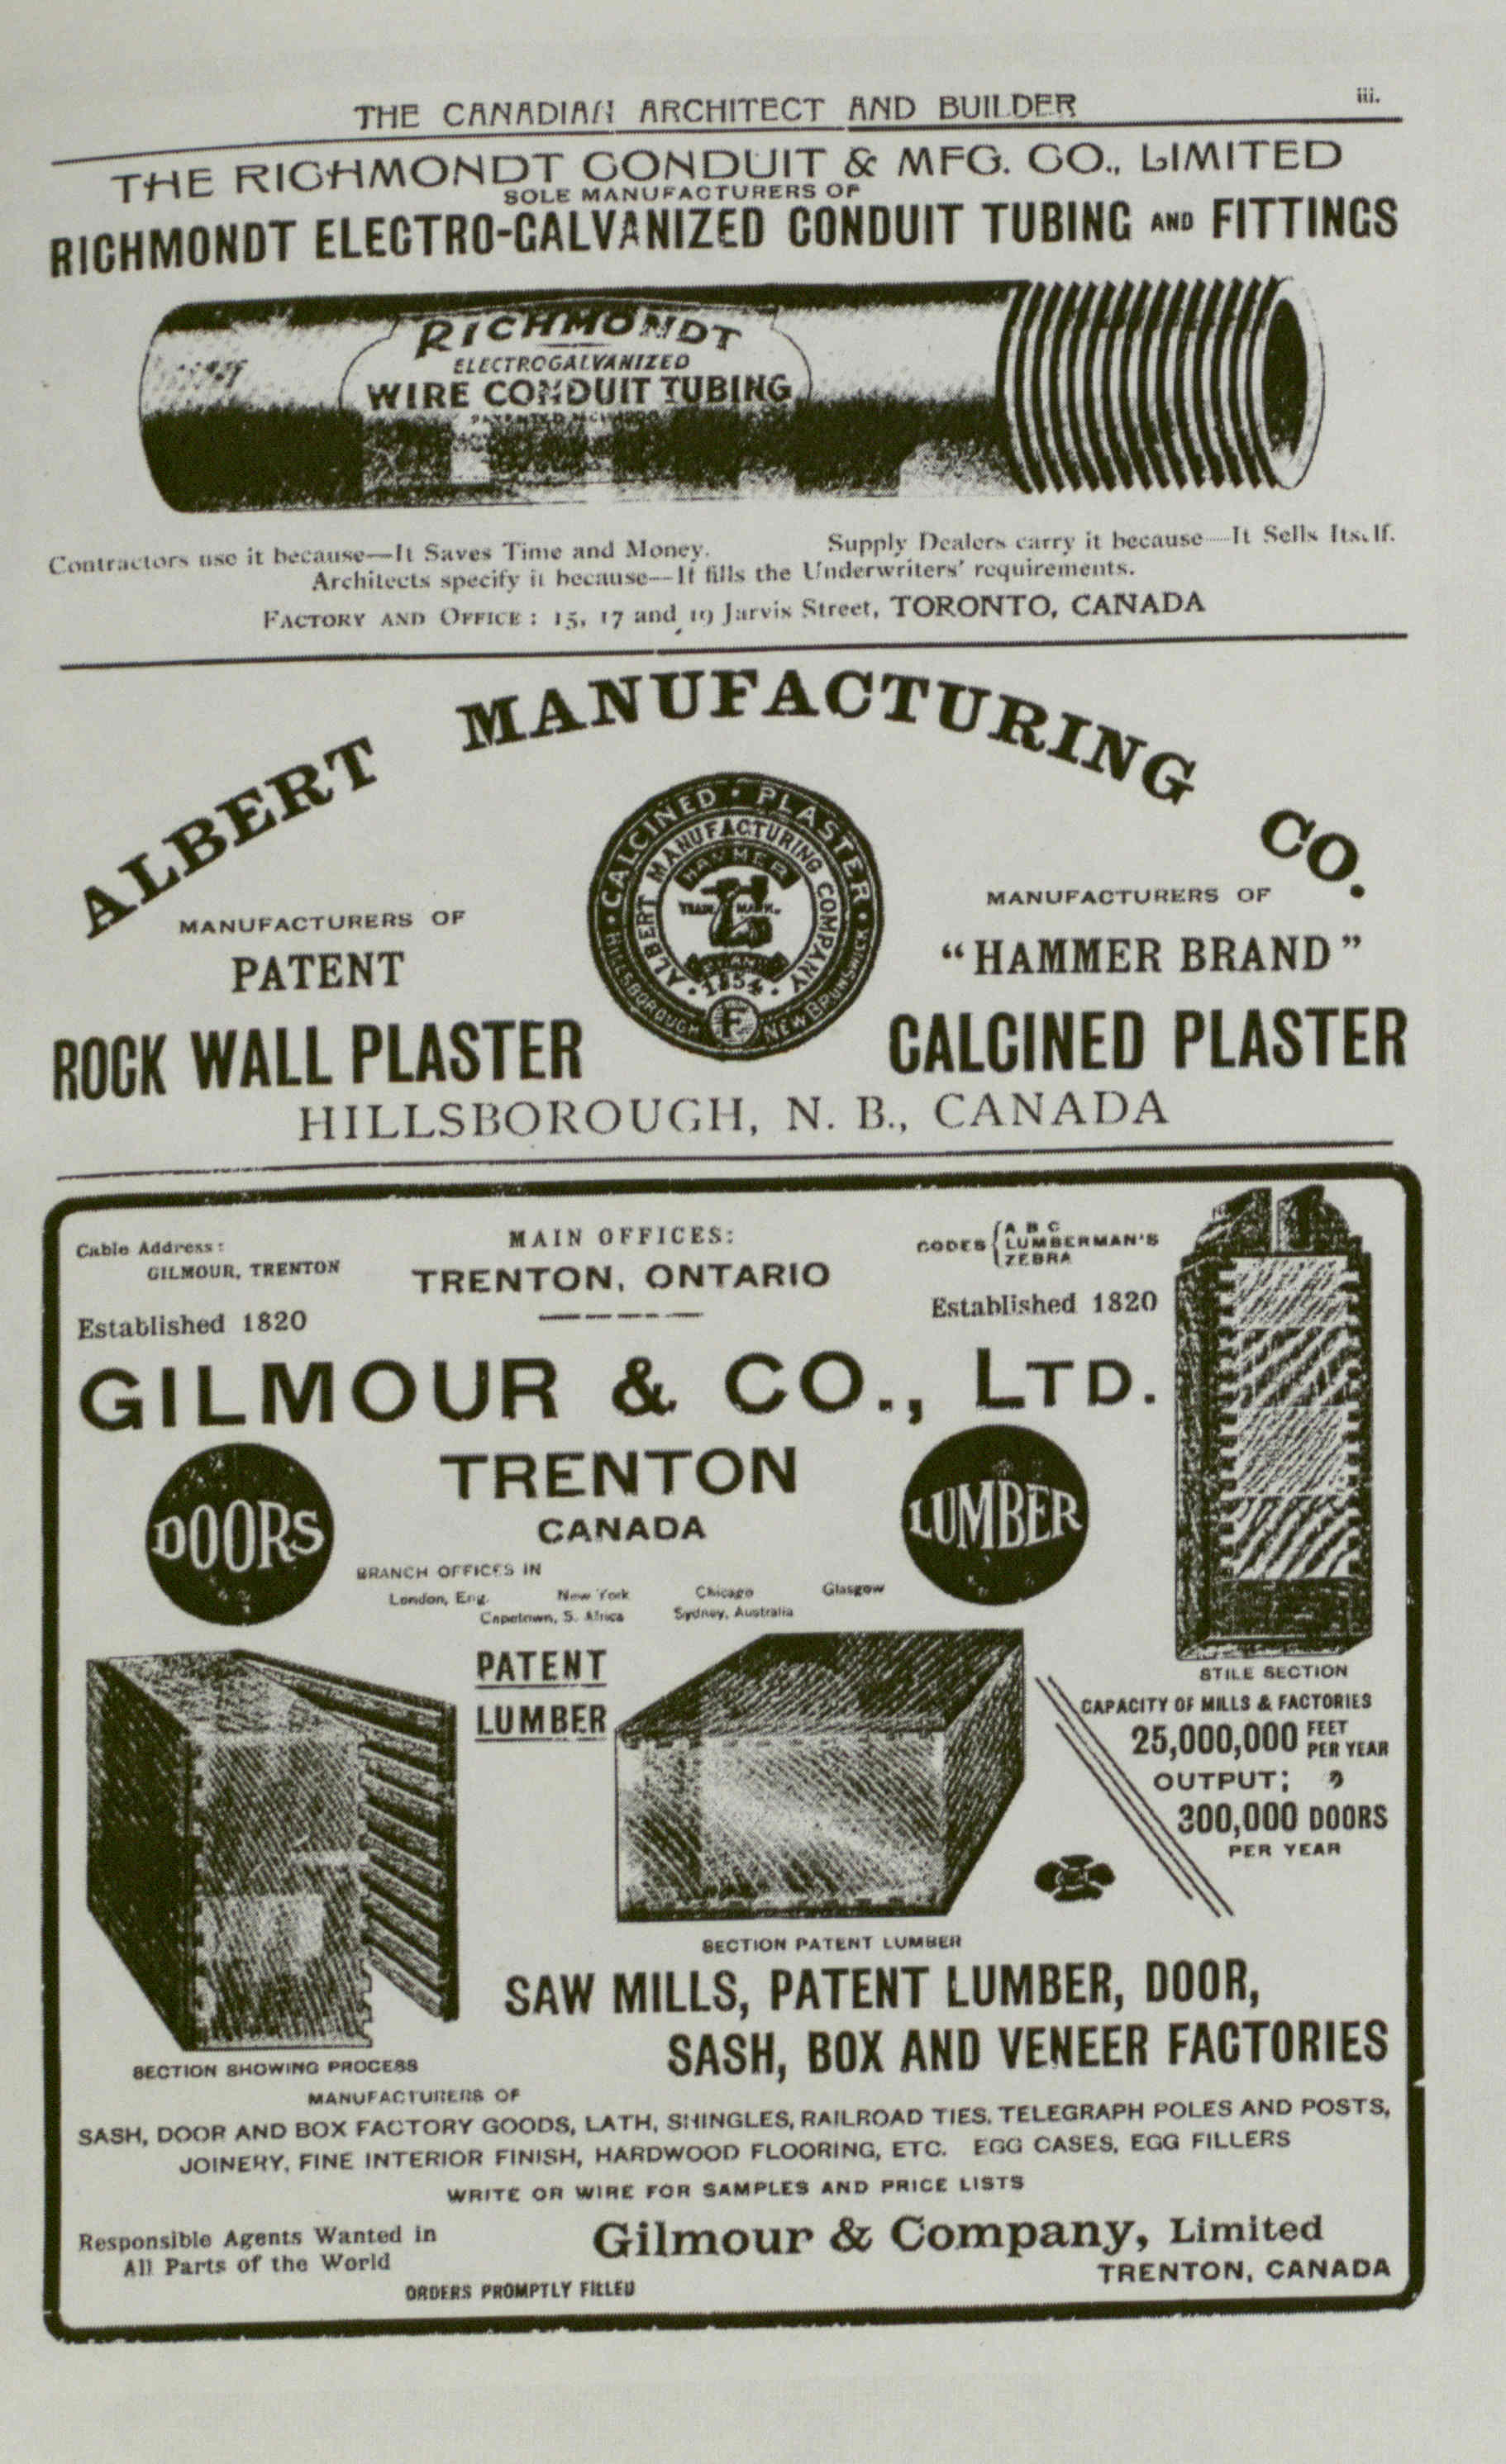 THE CANADIAN ARCHITECT AND BUILDER
iii.
THE RICHMONDT CONDUIT & MFG. CO., LIMITED
SOLE MANUFACTURERS OF
RICHMONDT ELECTRO-GALVANIZED CONDUIT TUBING AND FITTINGS
RICHMONDT
ELECTROGALVANIZED
WIRE CONDUIT TUBING
PATENTED
Contractors use it because—It Saves Time and Money. Supply Dealers carry it because—It Sells Itself.
Architects specify it because—It fills the Underwriters' requirements.
FACTORY AND OFFICE: 15, 17 and 19 Jarvis Street, TORONTO, CANADA
ALBERT MANUFACTURING CO.
CALCINED · PLASTER
HILLSBOROUGH NEW BRUNSWICK
ALBERT MANUFACTURING COMPANY
HAMMER
TRADE MARK.
BRAND
· 1854 ·
F
MANUFACTURERS OF
PATENT
ROCK WALL PLASTER
MANUFACTURERS OF
"HAMMER BRAND"
CALCINED PLASTER
HILLSBOROUGH, N. B., CANADA
Cable Address:
GILMOUR, TRENTON
Established 1820
MAIN OFFICES:
TRENTON, ONTARIO
CODES { A B C
LUMBERMAN'S
ZEBRA
Established 1820
GILMOUR & CO., LTD.
DOORS
TRENTON
CANADA
LUMBER
BRANCH OFFICES IN
London, Eng. New York Chicago Glasgow
Capetown, S. Africa Sydney, Australia
STILE SECTION
PATENT
LUMBER
CAPACITY OF MILLS & FACTORIES
25,000,000 FEET PER YEAR
OUTPUT;
300,000 DOORS
PER YEAR
SECTION PATENT LUMBER
SAW MILLS, PATENT LUMBER, DOOR,
SASH, BOX AND VENEER FACTORIES
SECTION SHOWING PROCESS
MANUFACTURERS OF
SASH, DOOR AND BOX FACTORY GOODS, LATH, SHINGLES, RAILROAD TIES, TELEGRAPH POLES AND POSTS,
JOINERY, FINE INTERIOR FINISH, HARDWOOD FLOORING, ETC. EGG CASES, EGG FILLERS
WRITE OR WIRE FOR SAMPLES AND PRICE LISTS
Responsible Agents Wanted in
All Parts of the World
Gilmour & Company, Limited
TRENTON, CANADA
ORDERS PROMPTLY FILLED